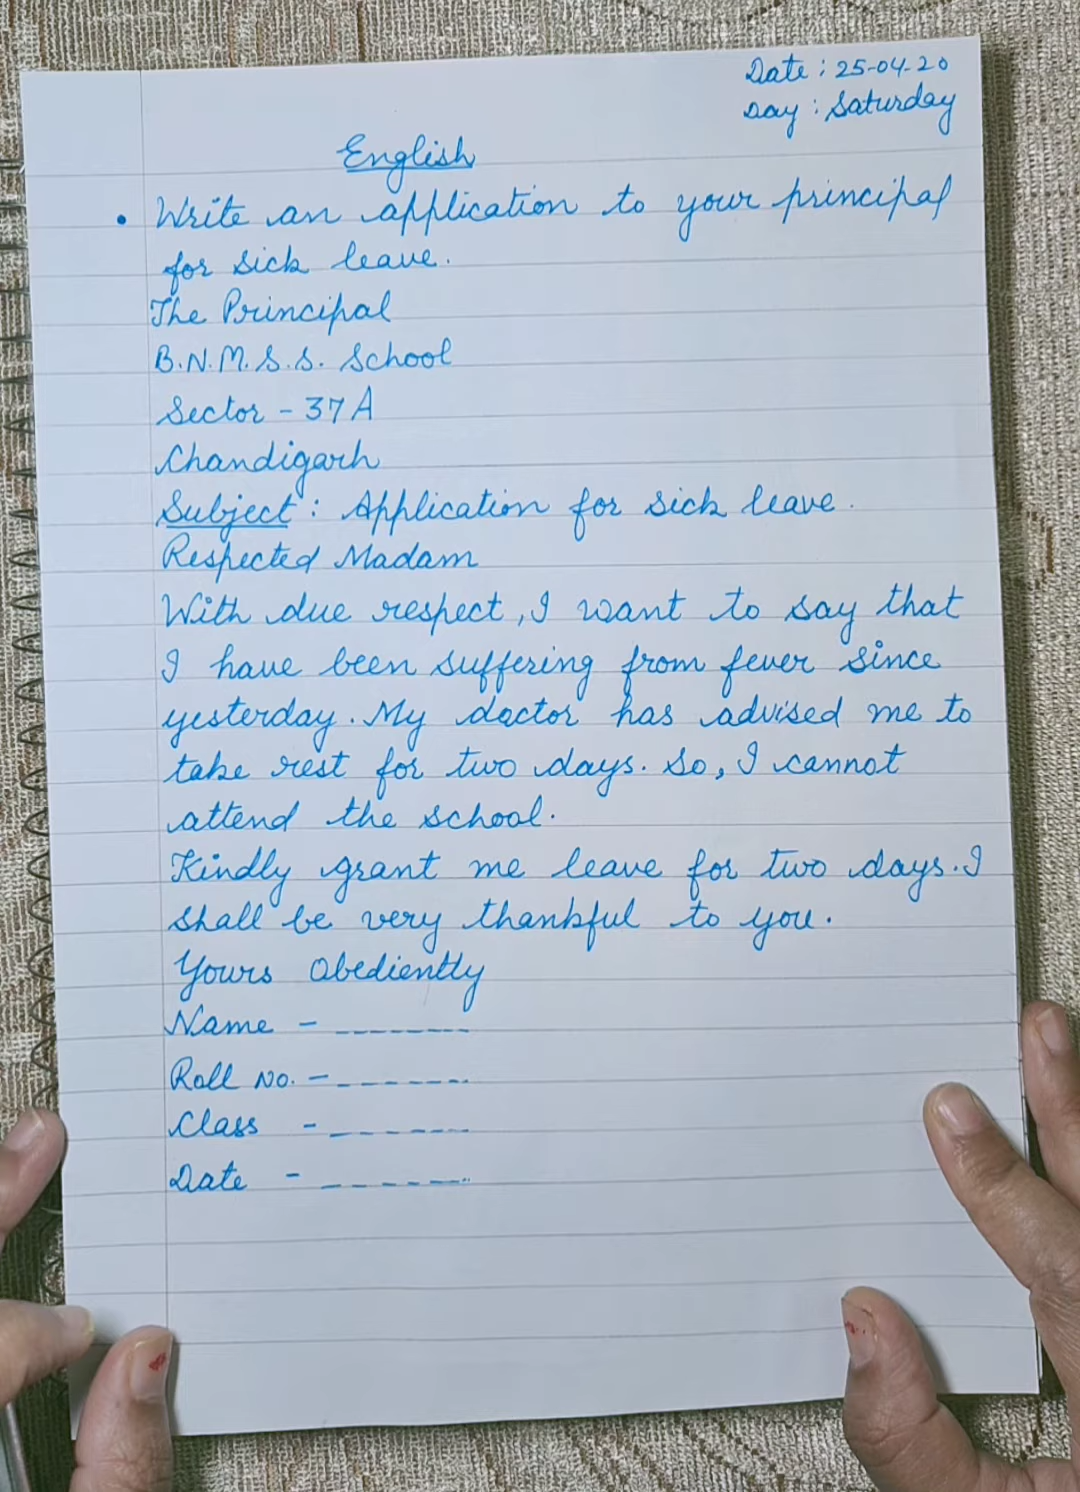 Date : 25-04-20
Day : Saturday
English
• Write an application to your principal
for sick leave.
The Principal
B.N.M.S.S. School
Sector - 37A
Chandigarh
Subject : Application for sick leave.
Respected Madam
With due respect, I want to say that
I have been suffering from fever since
yesterday. My doctor has advised me to
take rest for two days. So, I cannot
attend the school.
Kindly grant me leave for two days. I
shall be very thankful to you.
Yours Obediently
Name - -------
Roll No. - -------
Class - -------
Date - -------